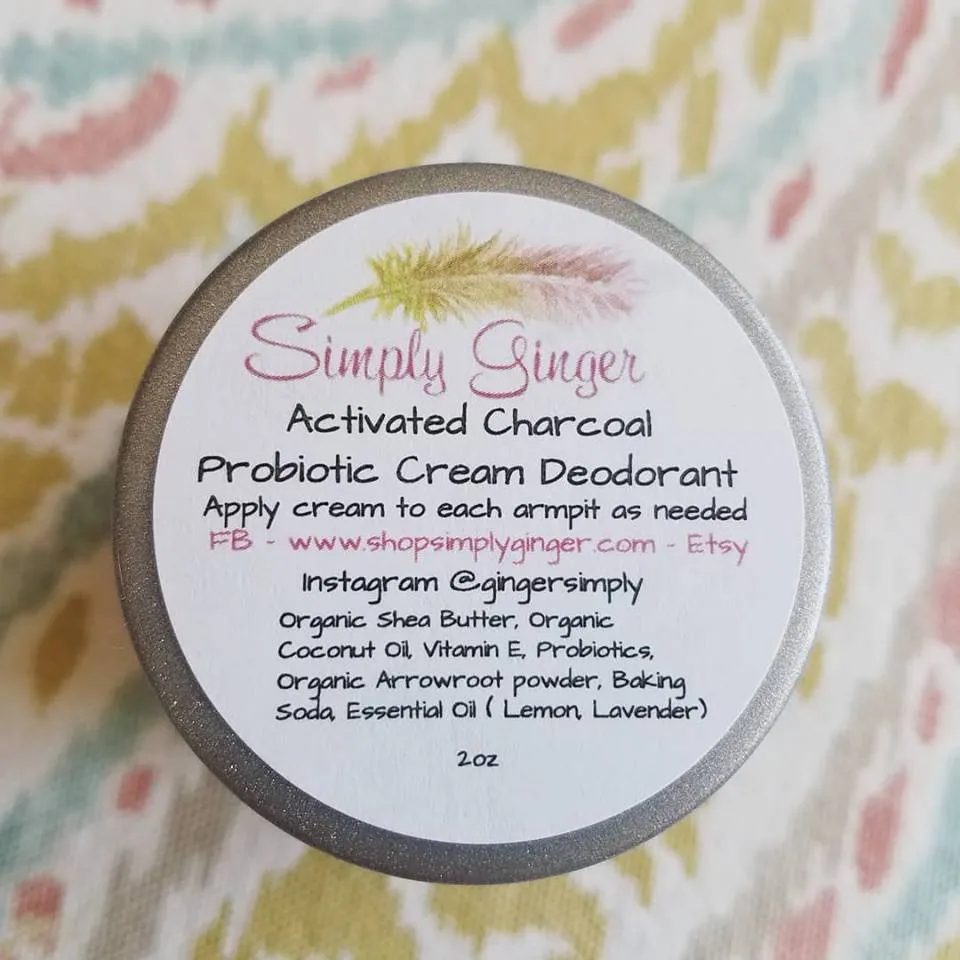 Simply Ginger
Activated Charcoal
Probiotic Cream Deodorant
Apply cream to each armpit as needed
FB - www.shopsimplyginger.com - Etsy
Instagram @gingersimply
Organic Shea Butter, Organic
Coconut Oil, Vitamin E, Probiotics,
Organic Arrowroot powder, Baking
Soda, Essential Oil ( Lemon, Lavender)
2oz